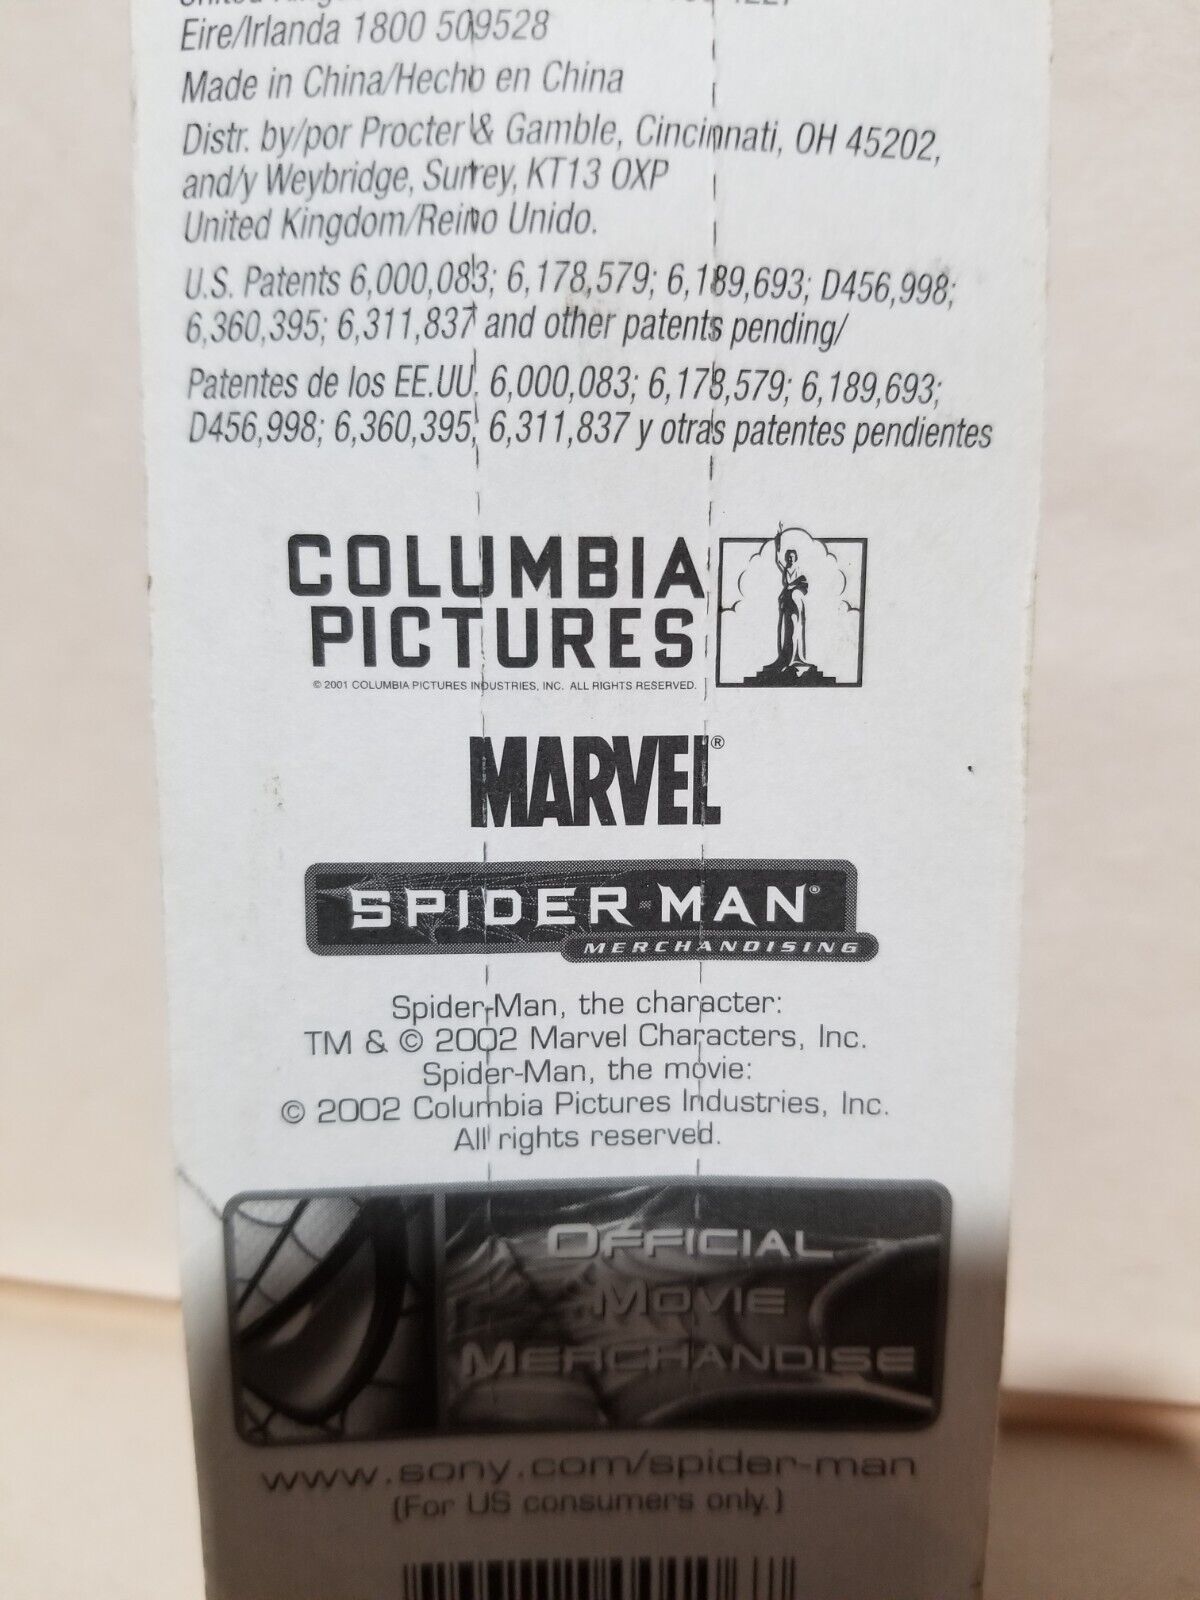 Eire/Irlanda 1800 509528
Made in China/Hecho en China
Distr. by/por Procter & Gamble, Cincinnati, OH 45202,
and/y Weybridge, Surrey, KT13 0XP
United Kingdom/Reino Unido.
U.S. Patents 6,000,083; 6,178,579; 6,189,693; D456,998;
6,360,395; 6,311,837 and other patents pending/
Patentes de los EE.UU. 6,000,083; 6,178,579; 6,189,693;
D456,998; 6,360,395; 6,311,837 y otras patentes pendientes
COLUMBIA
PICTURES
© 2001 COLUMBIA PICTURES INDUSTRIES, INC. ALL RIGHTS RESERVED.
MARVEL®
SPIDER-MAN®
MERCHANDISING
Spider-Man, the character:
TM & © 2002 Marvel Characters, Inc.
Spider-Man, the movie:
© 2002 Columbia Pictures Industries, Inc.
All rights reserved.
OFFICIAL
MOVIE
MERCHANDISE
www.sony.com/spider-man
(For US consumers only.)